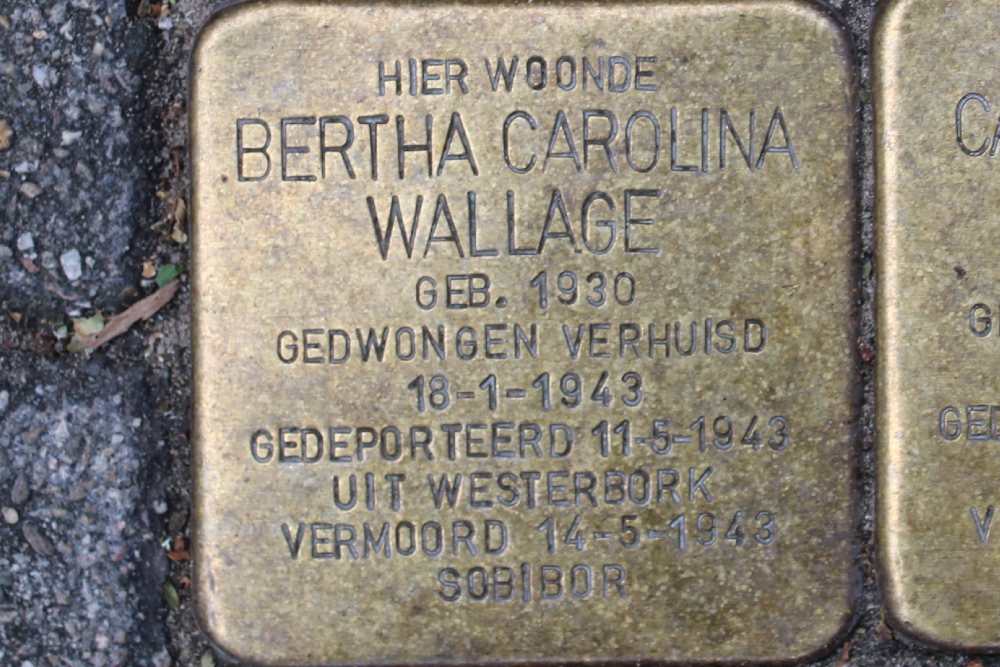 HIER WOONDE
BERTHA CAROLINA
WALLAGE
GEB. 1930
GEDWONGEN VERHUISD
18-1-1943
GEDEPORTEERD 11-5-1943
UIT WESTERBORK
VERMOORD 14-5-1943
SOBIBOR